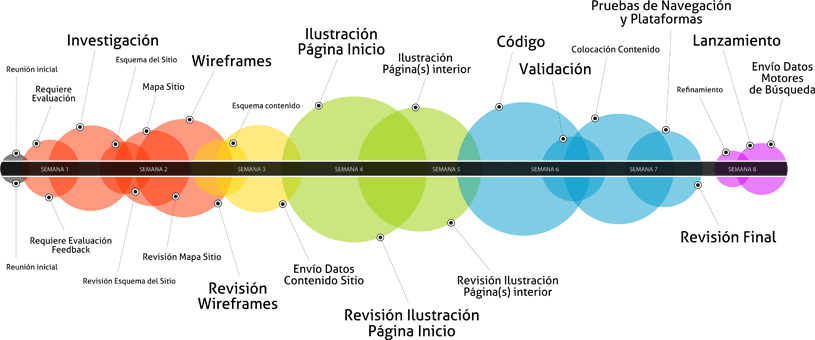 Pruebas de Navegación
y Plataformas
Ilustración
Página Inicio
Investigación
Código
Lanzamiento
Esquema del Sitio
Wireframes
Ilustración
Página(s) interior
Colocación Contenido
Reunión inicial
Mapa Sitio
Validación
Envío Datos
Motores
de Búsqueda
Requiere
Evaluación
Esquema contenido
Refinamiento
SEMANA 1
SEMANA 2
SEMANA 3
SEMANA 4
SEMANA 5
SEMANA 6
SEMANA 7
SEMANA 8
Requiere Evaluación
Feedback
Reunión inicial
Revisión Esquema del Sitio
Revisión Mapa Sitio
Revisión
Wireframes
Envío Datos
Contenido Sitio
Revisión Ilustración
Página Inicio
Revisión Ilustración
Página(s) interior
Revisión Final